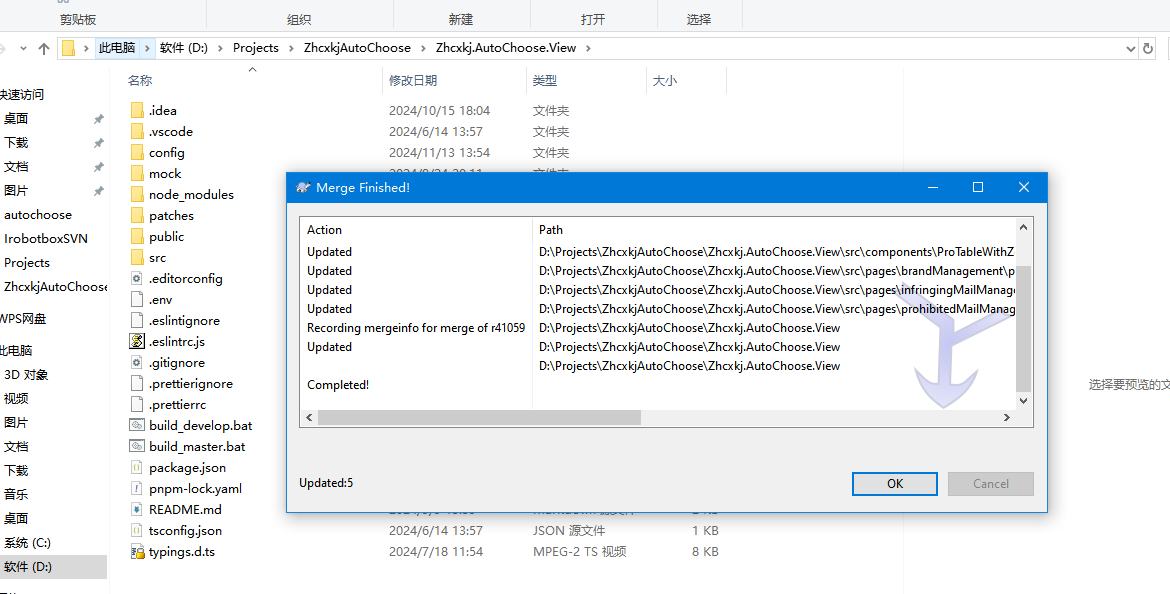 剪贴板 组织 新建 打开 选择
此电脑 软件 (D:) Projects ZhcxkjAutoChoose Zhcxkj.AutoChoose.View
名称 修改日期 类型 大小
快速访问
桌面
下载
文档
图片
autochoose
IrobotboxSVN
Projects
ZhcxkjAutoChoose
WPS网盘
此电脑
3D 对象
视频
图片
文档
下载
音乐
桌面
系统 (C:)
软件 (D:)
.idea 2024/10/15 18:04 文件夹
.vscode 2024/6/14 13:57 文件夹
config 2024/11/13 13:54 文件夹
mock
node_modules
patches
public
src
.editorconfig
.env
.eslintignore
.eslintrc.js
.gitignore
.prettierignore
.prettierrc
build_develop.bat
build_master.bat
package.json
pnpm-lock.yaml
README.md
tsconfig.json 2024/6/14 13:57 JSON 源文件 1 KB
typings.d.ts 2024/7/18 11:54 MPEG-2 TS 视频 8 KB
Merge Finished!
Action Path
Updated D:\Projects\ZhcxkjAutoChoose\Zhcxkj.AutoChoose.View\src\components\ProTableWithZ
Updated D:\Projects\ZhcxkjAutoChoose\Zhcxkj.AutoChoose.View\src\pages\brandManagement\p
Updated D:\Projects\ZhcxkjAutoChoose\Zhcxkj.AutoChoose.View\src\pages\infringingMailManage
Updated D:\Projects\ZhcxkjAutoChoose\Zhcxkj.AutoChoose.View\src\pages\prohibitedMailManag
Recording mergeinfo for merge of r41059 D:\Projects\ZhcxkjAutoChoose\Zhcxkj.AutoChoose.View
Updated D:\Projects\ZhcxkjAutoChoose\Zhcxkj.AutoChoose.View
D:\Projects\ZhcxkjAutoChoose\Zhcxkj.AutoChoose.View
Completed!
Updated:5
OK Cancel
选择要预览的文